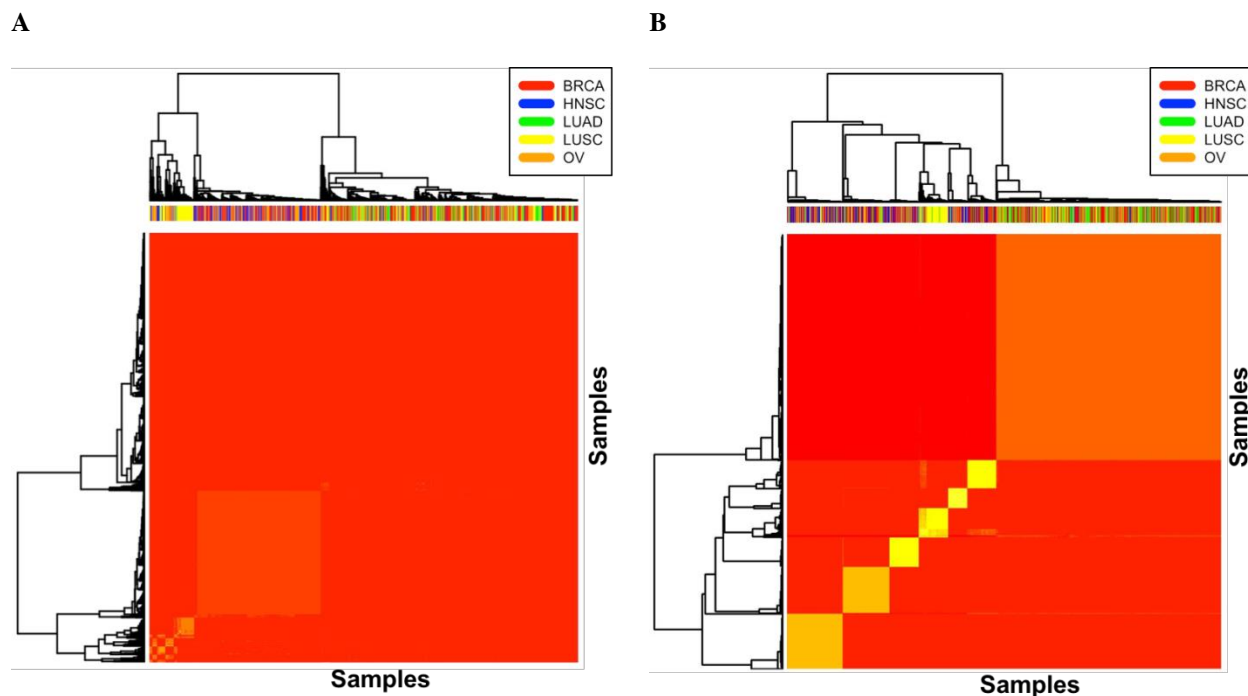 A
B
BRCA
HNSC
LUAD
LUSC
OV
BRCA
HNSC
LUAD
LUSC
OV
Samples
Samples
Samples
Samples